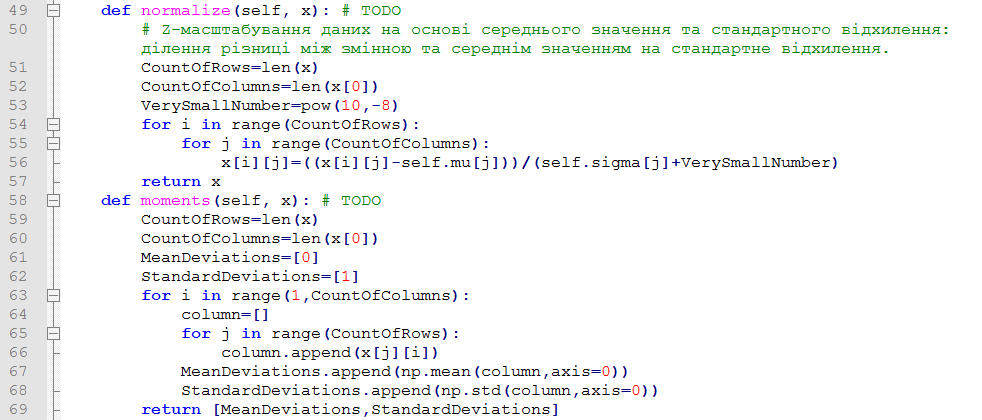 49 def normalize(self, x): # TODO
50 # Z-масштабування даних на основі середнього значення та стандартного відхилення:
ділення різниці між змінною та середнім значенням на стандартне відхилення.
51 CountOfRows=len(x)
52 CountOfColumns=len(x[0])
53 VerySmallNumber=pow(10,-8)
54 for i in range(CountOfRows):
55 for j in range(CountOfColumns):
56 x[i][j]=((x[i][j]-self.mu[j]))/(self.sigma[j]+VerySmallNumber)
57 return x
58 def moments(self, x): # TODO
59 CountOfRows=len(x)
60 CountOfColumns=len(x[0])
61 MeanDeviations=[0]
62 StandardDeviations=[1]
63 for i in range(1,CountOfColumns):
64 column=[]
65 for j in range(CountOfRows):
66 column.append(x[j][i])
67 MeanDeviations.append(np.mean(column,axis=0))
68 StandardDeviations.append(np.std(column,axis=0))
69 return [MeanDeviations,StandardDeviations]